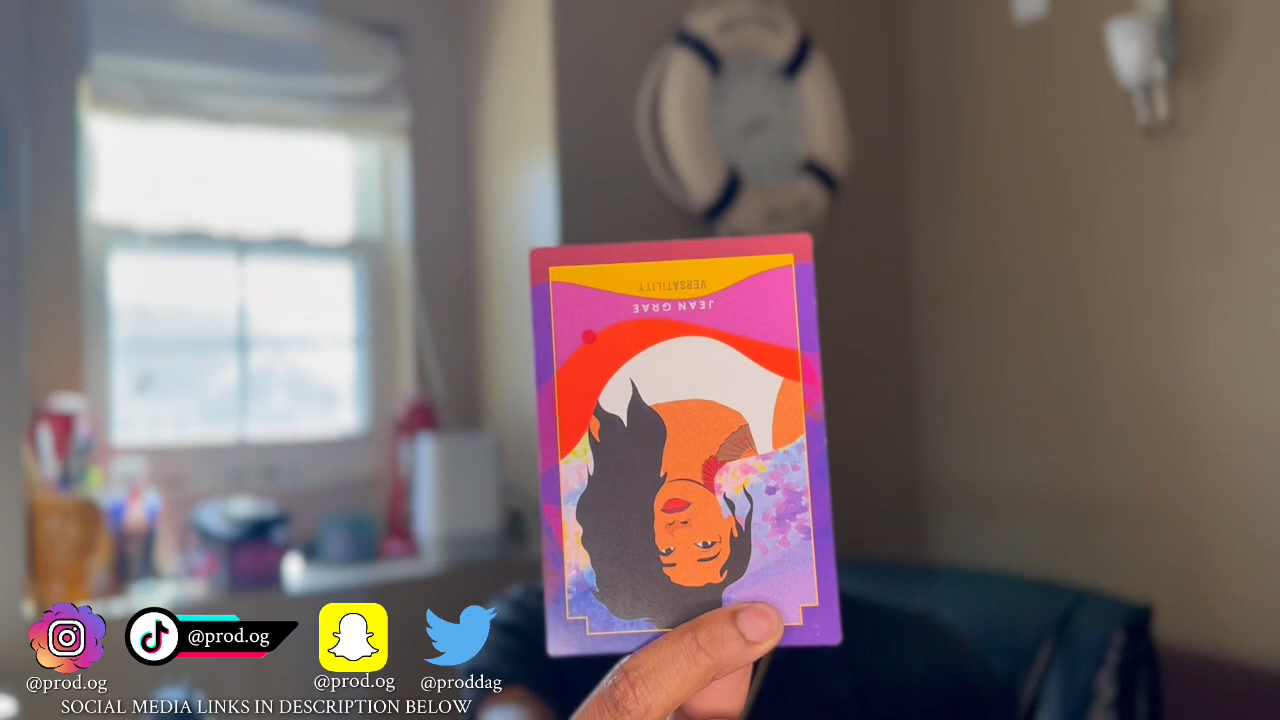 VERSATILITY
JEAN GRAE
@prod.og
@prod.og
@prod.og
@proddag
SOCIAL MEDIA LINKS IN DESCRIPTION BELOW